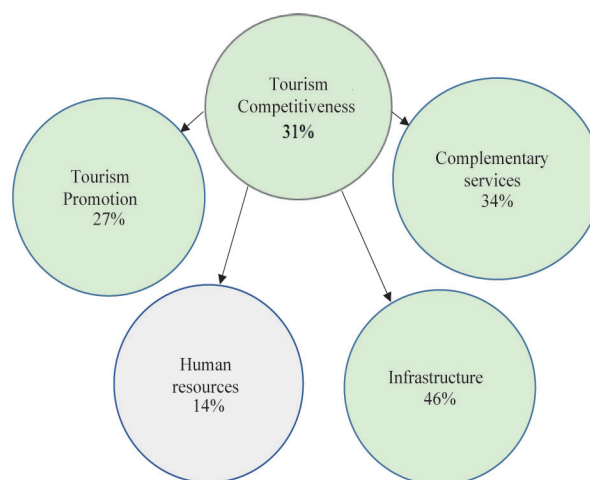 Tourism
Competitiveness
31%
Tourism
Promotion
27%
Complementary
services
34%
Human
resources
14%
Infrastructure
46%